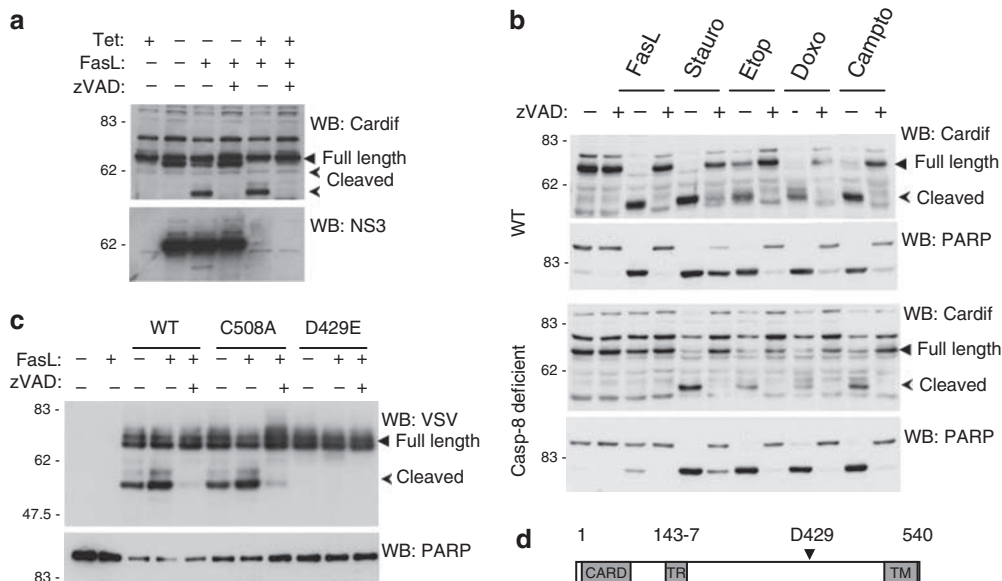 a
Tet: + – – – + +
FasL: – – + + + +
zVAD: – – – + – +
83 -
WB: Cardif
Full length
62 -
Cleaved
WB: NS3
62 -
b
FasL Stauro Etop Doxo Campto
zVAD: – + – + – + – + - + – +
WB: Cardif
83 -
Full length
62 -
Cleaved
WT
WB: PARP
83 -
WB: Cardif
83 -
Full length
62 -
Cleaved
Casp-8 deficient
WB: PARP
83 -
c
WT C508A D429E
FasL: – + – + + – + + – + +
zVAD: – – – – + – – + – – +
83 -
WB: VSV
Full length
62 -
Cleaved
47.5 -
WB: PARP
83 -
d
1 143-7 D429 540
CARD TR TM